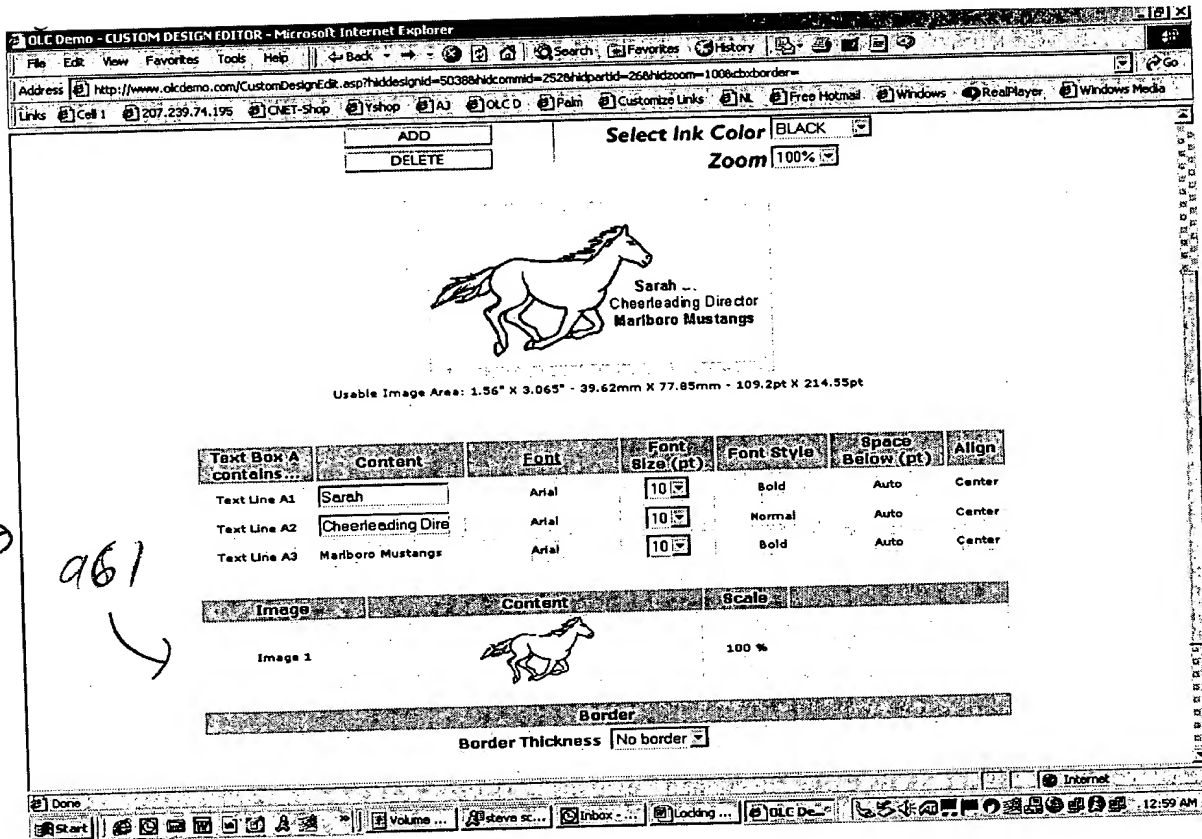 OLC Demo - CUSTOM DESIGN EDITOR - Microsoft Internet Explorer
File Edit View Favorites Tools Help Back Search Favorites History
Address http://www.olcdemo.com/CustomDesignEdit.asp?hiddesignid=5038&hidcommid=252&hidpartid=26&hidzoom=100&cbxborder= Go
Links Cell 1 207.239.74.195 CNET-Shop Yshop AJ OLC D Palm Customize Links NL Free Hotmail Windows RealPlayer Windows Media
ADD Select Ink Color BLACK
DELETE Zoom 100%
Sarah
Cheerleading Director
Marlboro Mustangs
Usable Image Area: 1.56" X 3.065" - 39.62mm X 77.85mm - 109.2pt X 214.55pt
Text Box A contains... Content Font Font Size (pt) Font Style Space Below (pt) Align
Text Line A1 Sarah Arial 10 Bold Auto Center
Text Line A2 Cheerleading Dire Arial 10 Normal Auto Center
Text Line A3 Marlboro Mustangs Arial 10 Bold Auto Center
961
Image Content Scale
Image 1 100 %
Border
Border Thickness No border
Done Internet
Start Volume ... steve sc... Inbox - ... Locking ... OLC De... 12:59 AM